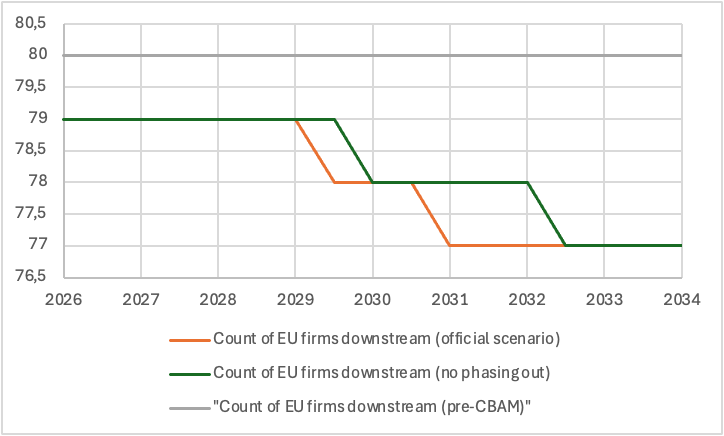 80,5
80
79,5
79
78,5
78
77,5
77
76,5
2026 2027 2028 2029 2030 2031 2032 2033 2034
Count of EU firms downstream (official scenario)
Count of EU firms downstream (no phasing out)
"Count of EU firms downstream (pre-CBAM)"